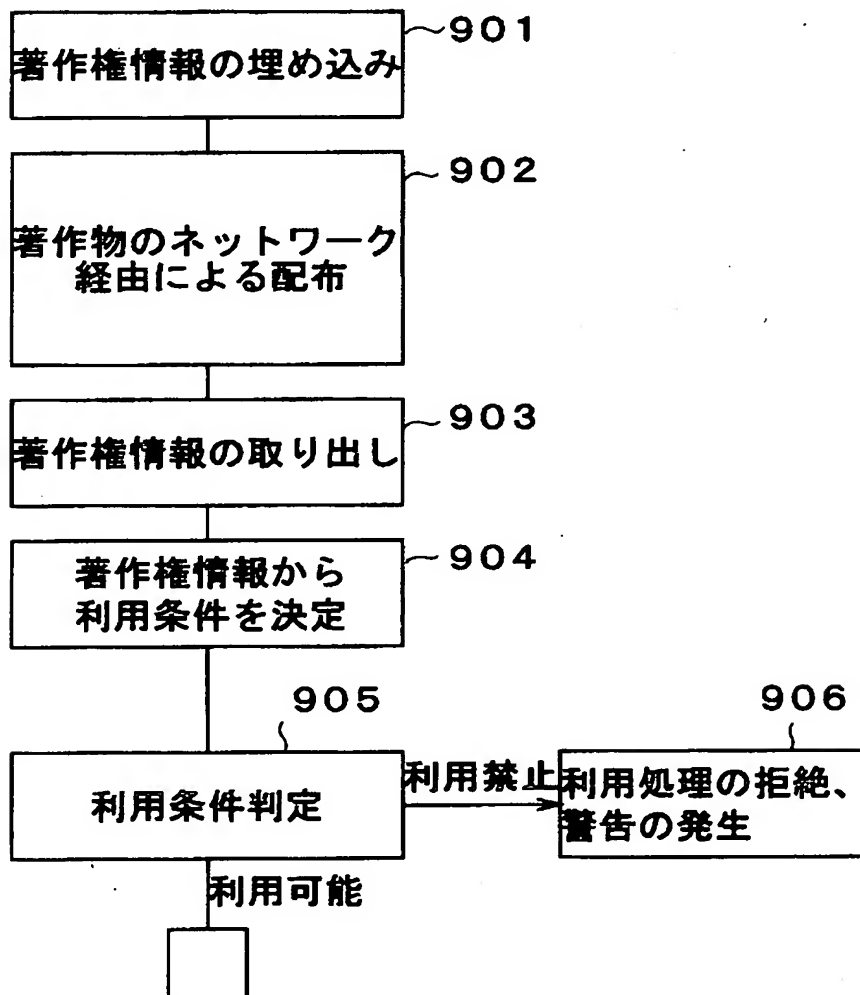 著作権情報の埋め込み
901
著作物のネットワーク
経由による配布
902
著作権情報の取り出し
903
著作権情報から
利用条件を決定
904
905
利用条件判定
利用禁止
906
利用処理の拒絶、
警告の発生
利用可能